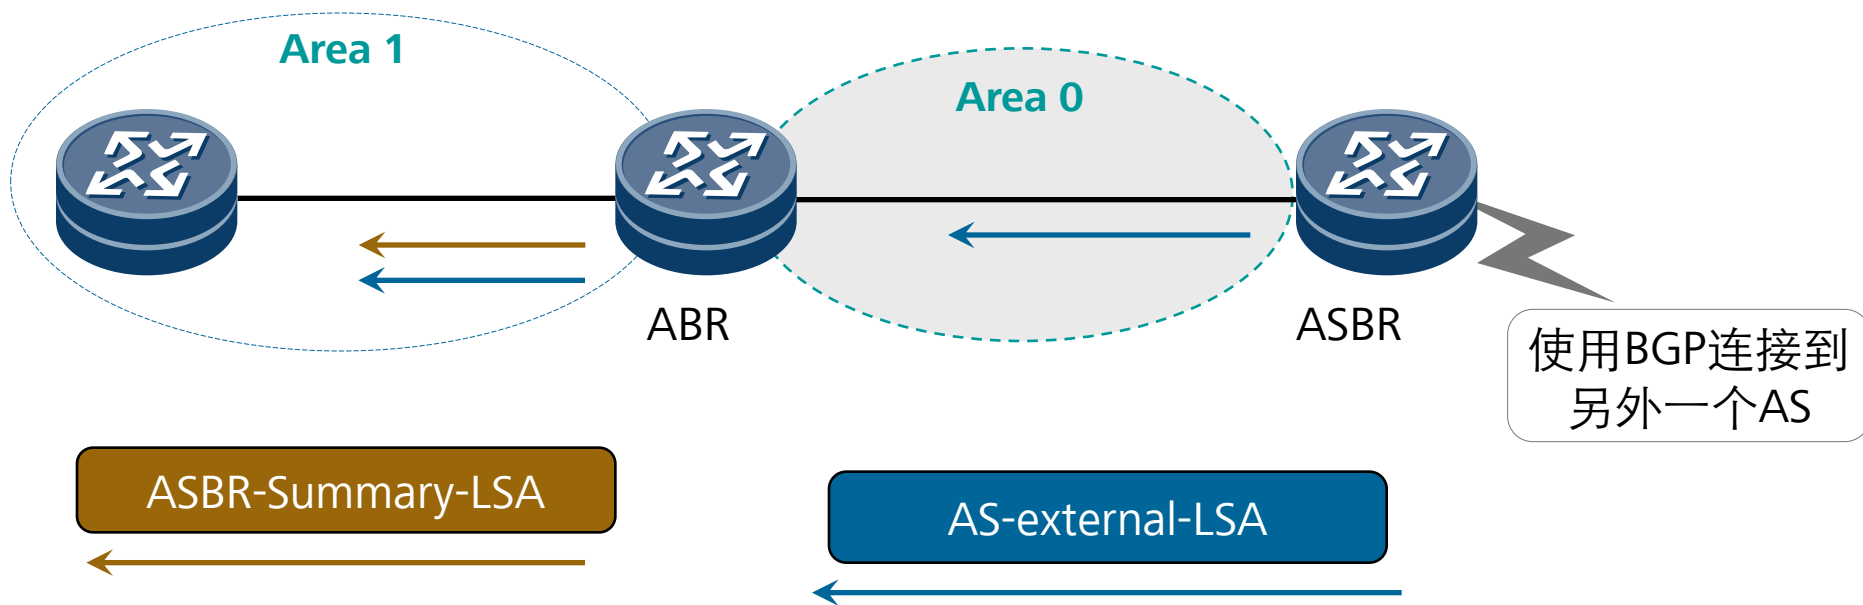 Area 1
Area 0
ABR
ASBR
使用BGP连接到
另外一个AS
ASBR-Summary-LSA
AS-external-LSA